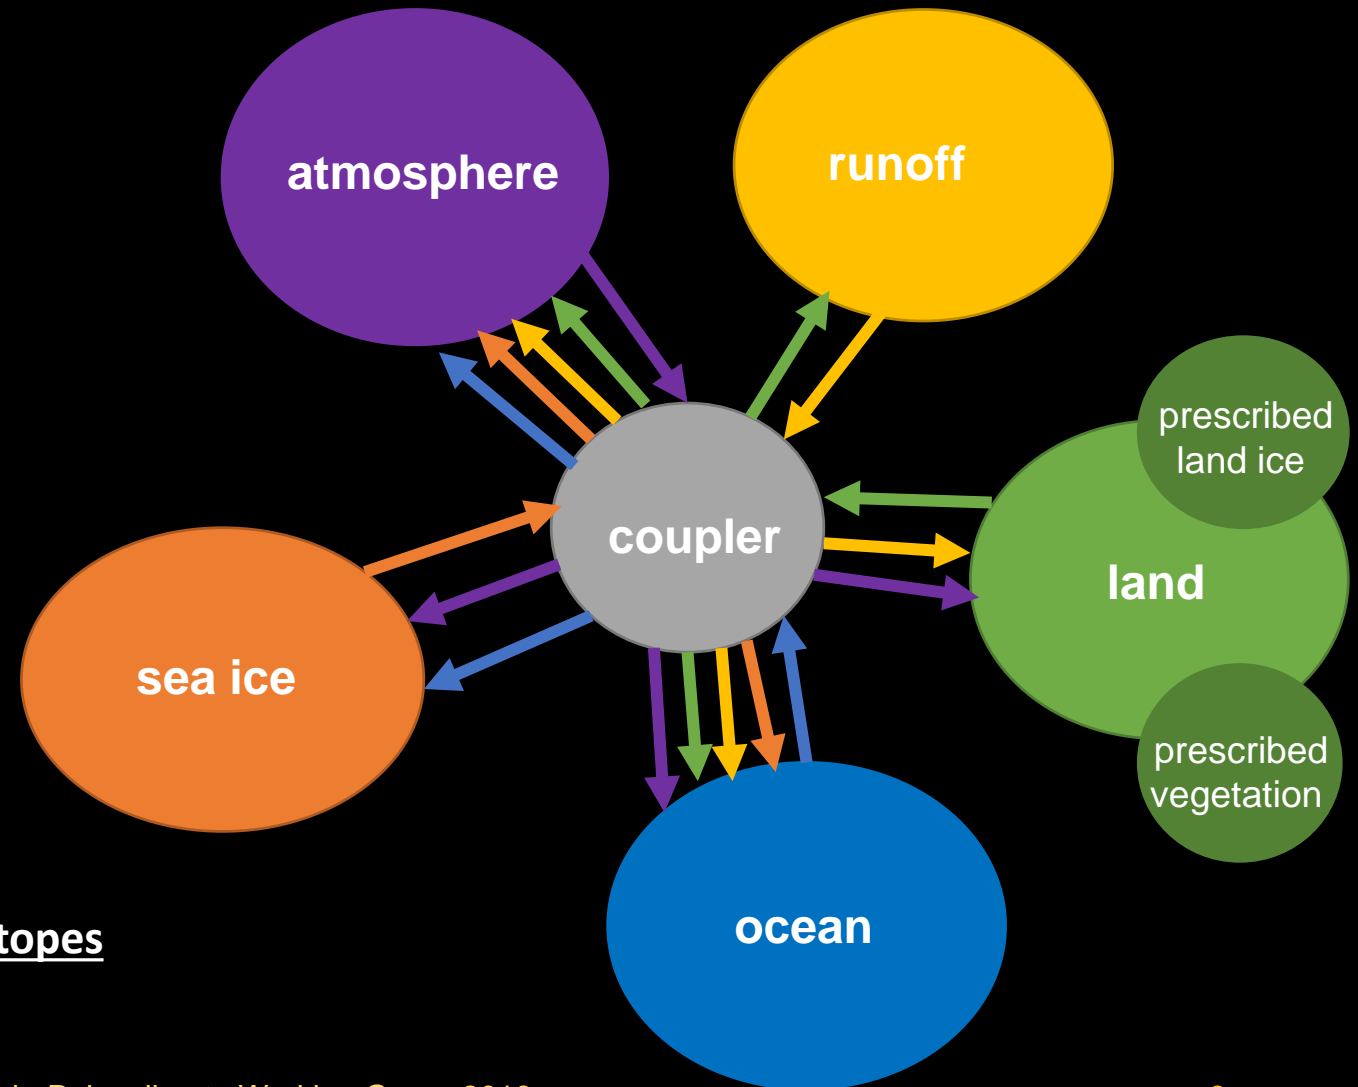 atmosphere
runoff
prescribed
land ice
coupler
land
sea ice
prescribed
vegetation
ocean
topes